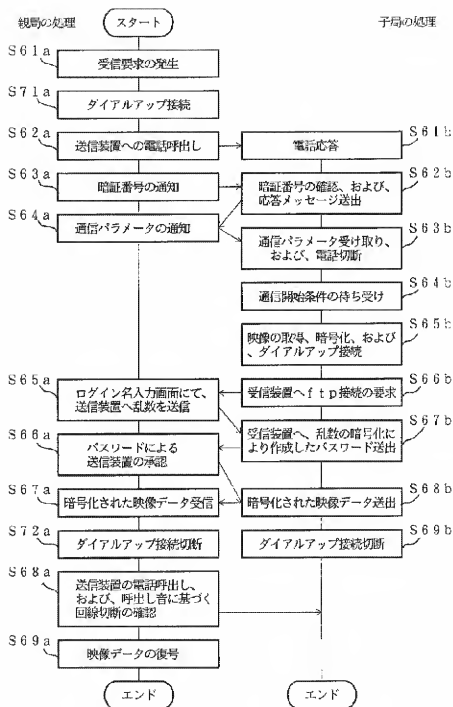 親局の処理
スタート
子局の処理
S61a
受信要求の発生
S71a
ダイアルアップ接続
S62a
送信装置への電話呼出し
S61b
電話応答
S63a
暗証番号の通知
S62b
暗証番号の確認、および、
応答メッセージ送出
S64a
通信パラメータの通知
S63b
通信パラメータ受け取り、
および、電話切断
S64b
通信開始条件の待ち受け
S65b
映像の取得、暗号化、および
、ダイアルアップ接続
S65a
ログイン名入力画面にて、
送信装置へ乱数を送信
S66b
受信装置へftp接続の要求
S66a
パスワードによる
送信装置の承認
S67b
受信装置へ、乱数の暗号化に
より作成したパスワード送出
S67a
暗号化された映像データ受信
S68b
暗号化された映像データ送出
S72a
ダイアルアップ接続切断
S69b
ダイアルアップ接続切断
S68a
送信装置の電話呼出し、
および、呼出し音に基づく
回線切断の確認
S69a
映像データの復号
エンド
エンド